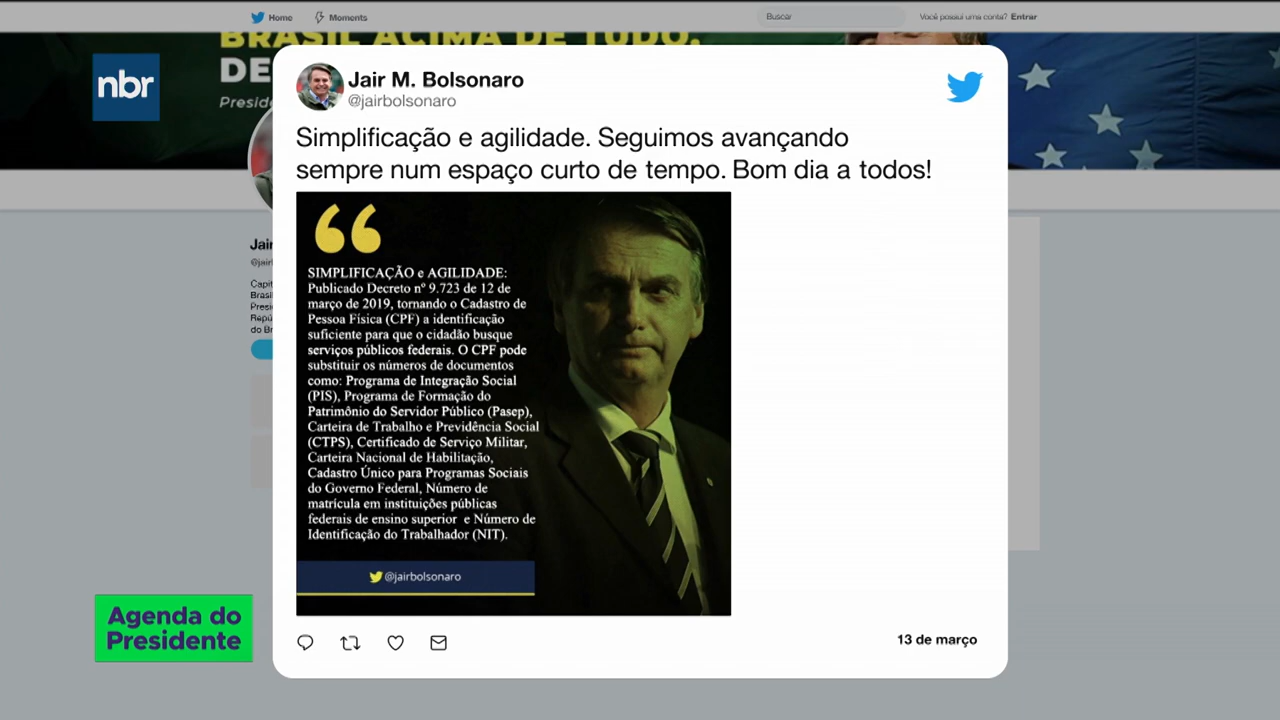 Home
Moments
Buscar
Você possui uma conta? Entrar
BRASIL ACIMA DE TUDO,
nbr
Jair M. Bolsonaro
@jairbolsonaro
Simplificação e agilidade. Seguimos avançando
sempre num espaço curto de tempo. Bom dia a todos!
SIMPLIFICAÇÃO e AGILIDADE:
Publicado Decreto nº 9.723 de 12 de
março de 2019, tornando o Cadastro de
Pessoa Física (CPF) a identificação
suficiente para que o cidadão busque
serviços públicos federais. O CPF pode
substituir os números de documentos
como: Programa de Integração Social
(PIS), Programa de Formação do
Patrimônio do Servidor Público (Pasep),
Carteira de Trabalho e Previdência Social
(CTPS), Certificado de Serviço Militar,
Carteira Nacional de Habilitação,
Cadastro Único para Programas Sociais
do Governo Federal, Número de
matrícula em instituições públicas
federais de ensino superior e Número de
Identificação do Trabalhador (NIT).
@jairbolsonaro
13 de março
Agenda do
Presidente